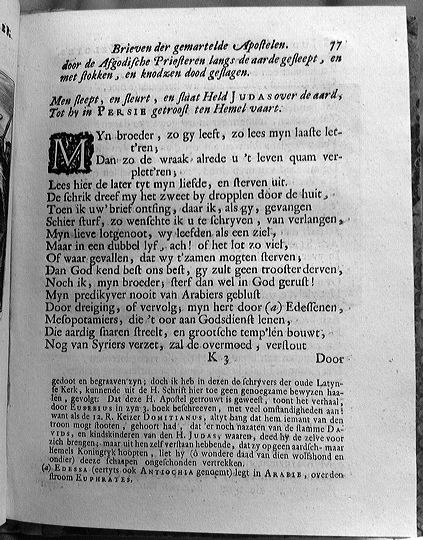 Brieven der gemartelde Apostelen. 77
door de Afgodische Priesteren langs de aarde gesleept, en
met stokken, en knodzen dood geslagen.
Men sleept, en sleurt, en slaat Held JUDAS over de aard,
Tot hy in PERSIE getroost ten Hemel vaart.
MYn broeder, zo gy leeft, zo lees myn laaste let-
t'ren;
Dan zo de wraak alrede u 't leven quam ver-
plett'ren;
Lees hier de later tyt myn liefde, en sterven uit.
De schrik dreef my het zweet by dropplen door de huit,
Toen ik uw' brief ontfing, daar ik, als gy, gevangen
Schier sturf, zo wenschte ik u te schryven, van verlangen,
Myn lieve lotgenoot, wy leefden als een ziel,
Maar in een dubbel lyf, ach! of het lot zo viel,
Of waar gevallen, dat wy t'zamen mogten sterven;
Dan God kend best ons best, gy zult geen trooster derven,
Noch ik, myn broeder; sterf dan wel in God gerust!
Myn predikyver nooit van Arabiers geblust
Door dreiging, of vervolg; myn hert door (a) Edessenen,
Mesopotamiers, die 't oor aan Godsdienst lenen,
Die aardig snaren streelt, en grootsche temp'len bouwt,
Nog van Syriers verzet, zal de overmoed, verstout
K 3 Door
gedoot en begraaven zyn; doch ik heb in dezen de schryvers der oude Latyn-
se Kerk, kunnende uit de H. Schrift hier toe geen genoegzame bewyzen haa-
len, gevolgt: Dat deze H. Apostel getrouwt is geweest, toont het verhaal,
door EUSEBIUS in zyn 3. boek beschreeven, met veel omstandigheden aan:
want als de 12. R. Keizer DOMITIANUS, altyt bang dat hem iemant van den
troon mogt stooten, gehoort had, dat 'er noch nazaten van de stamme DA-
VIDS, en kindskinderen van den H. JUDAS, waaren, deed hy de zelve voor
zich brengen; maar uit hen zelf verstaan hebbende, dat zy op geen aardsch- maar
Hemels Koningryk hoopten, liet hy (ô wondere daad van dien wolfshond en
ondier) deeze schaapen ongeschonden vertrekken.
(a) EDESSA (eertyts ook ANTIOCHIA genoemt) legt in ARABIE, over den
stroom EUPHRATES.